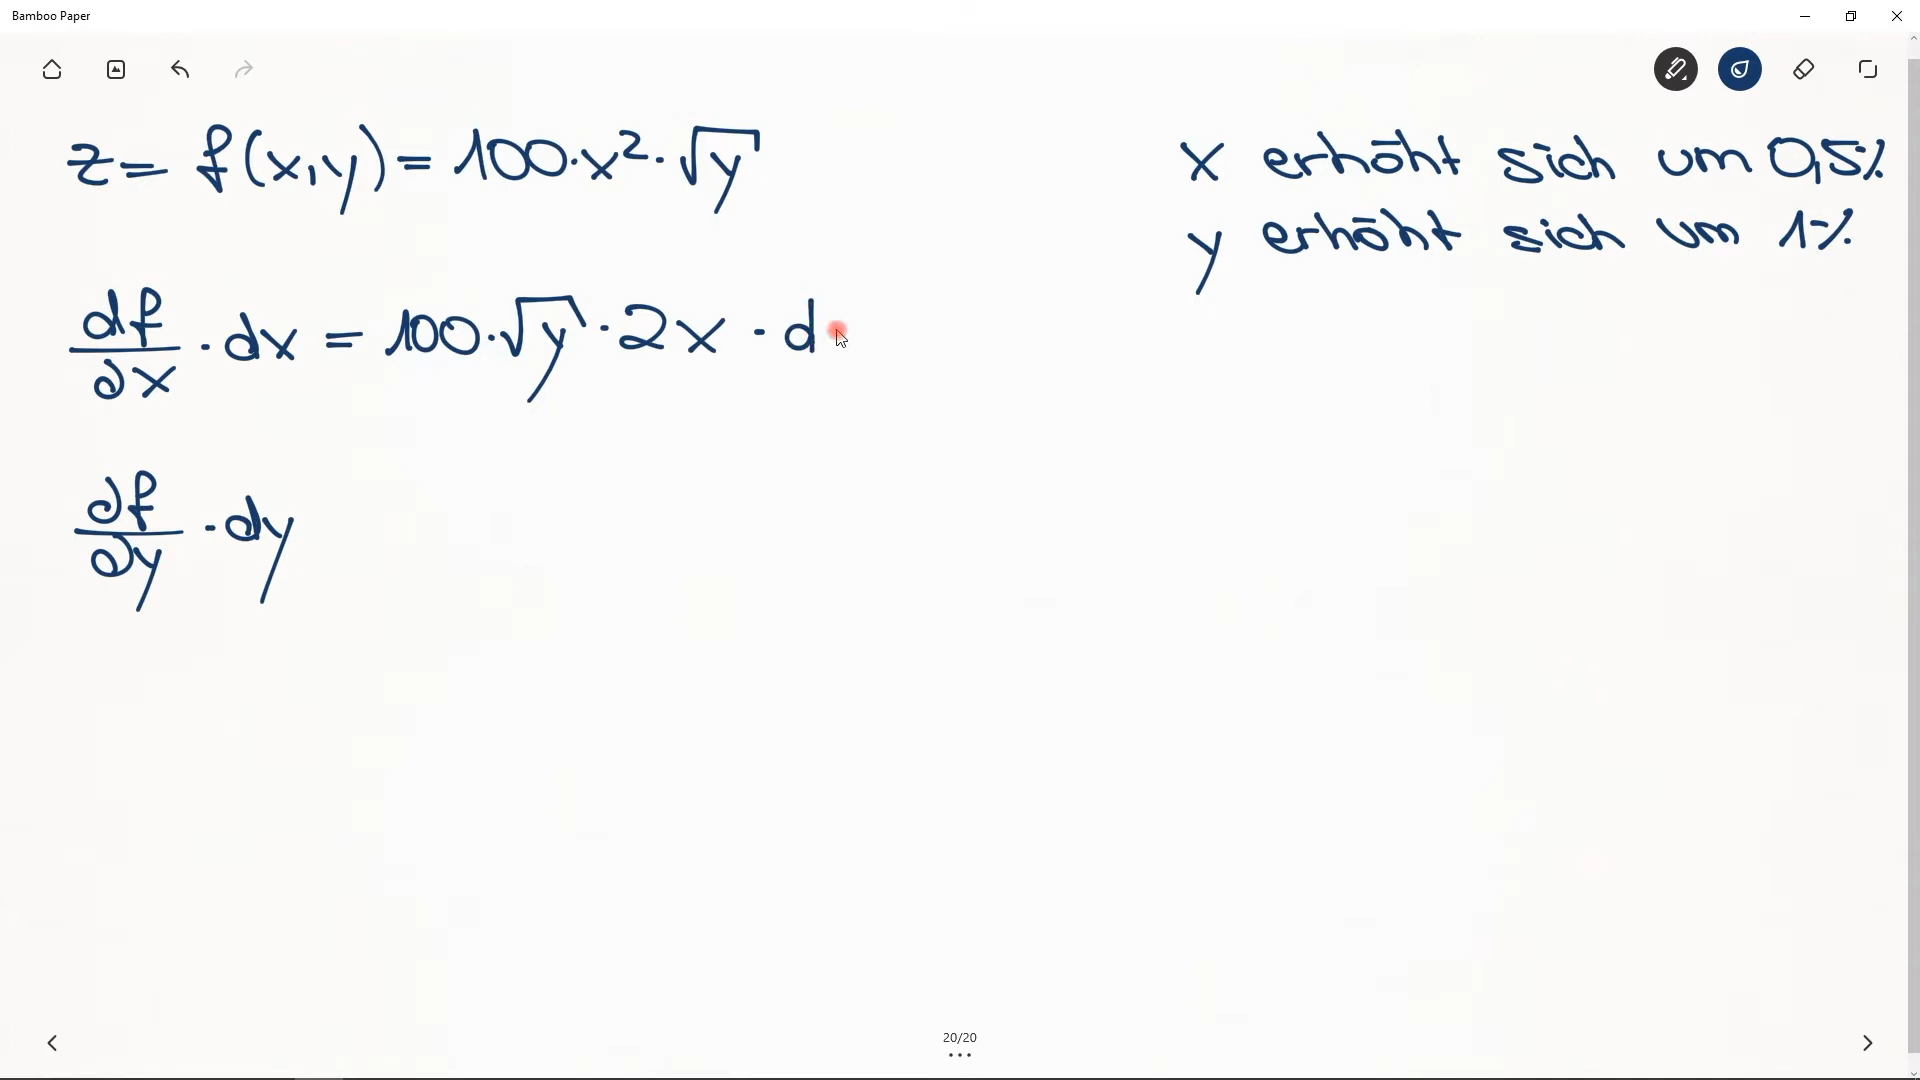 Bamboo Paper
z = f(x,y) = 100·x²·√y
x erhöht sich um 0,5%
y erhöht sich um 1%
df/∂x · dx = 100·√y · 2x · d
∂f/∂y · dy
20/20